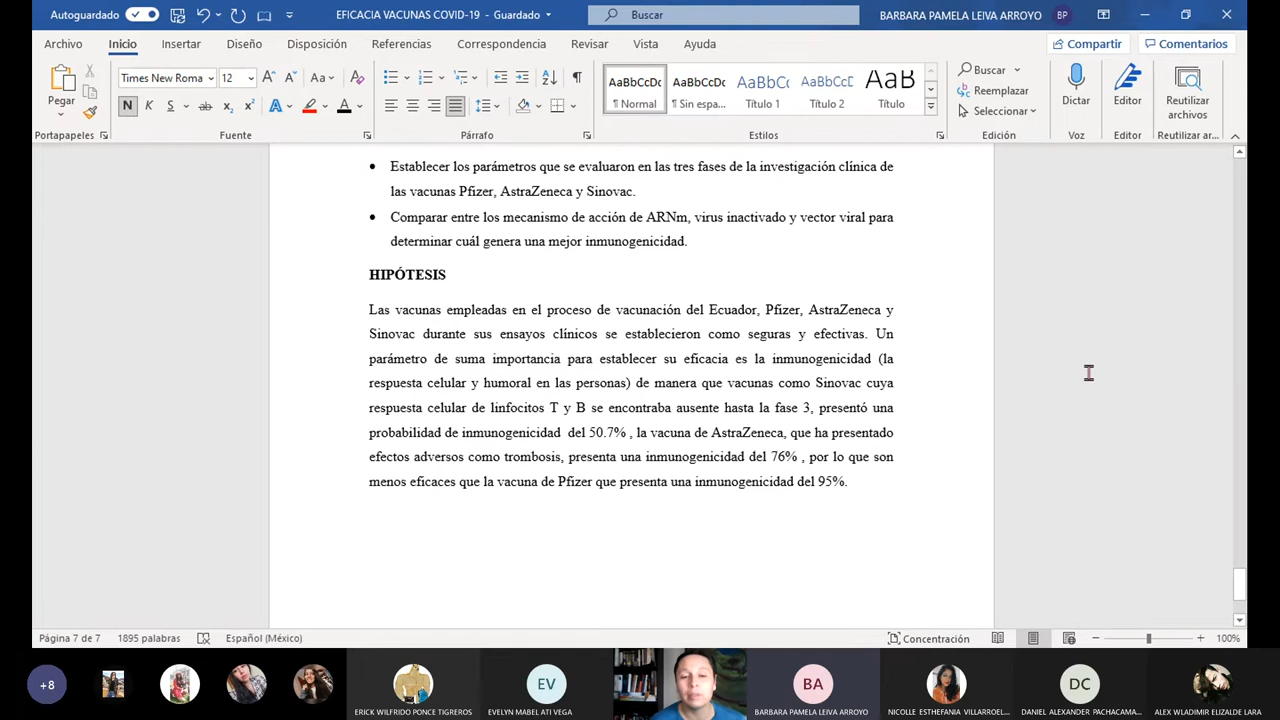 Autoguardado
EFICACIA VACUNAS COVID-19 - Guardado
Buscar
BARBARA PAMELA LEIVA ARROYO
BP
Archivo
Inicio
Insertar
Diseño
Disposición
Referencias
Correspondencia
Revisar
Vista
Ayuda
Compartir
Comentarios
Pegar
Times New Roma
12
N K S
AaBbCcDc
¶ Normal
AaBbCcDc
¶ Sin espa...
AaBbCc
Título 1
AaBbCcD
Título 2
AaB
Título
Buscar
Reemplazar
Seleccionar
Dictar
Editor
Reutilizar archivos
Portapapeles
Fuente
Párrafo
Estilos
Edición
Voz
Editor
Reutilizar ar...
• Establecer los parámetros que se evaluaron en las tres fases de la investigación clínica de
las vacunas Pfizer, AstraZeneca y Sinovac.
• Comparar entre los mecanismo de acción de ARNm, virus inactivado y vector viral para
determinar cuál genera una mejor inmunogenicidad.
HIPÓTESIS
Las vacunas empleadas en el proceso de vacunación del Ecuador, Pfizer, AstraZeneca y
Sinovac durante sus ensayos clínicos se establecieron como seguras y efectivas. Un
parámetro de suma importancia para establecer su eficacia es la inmunogenicidad (la
respuesta celular y humoral en las personas) de manera que vacunas como Sinovac cuya
respuesta celular de linfocitos T y B se encontraba ausente hasta la fase 3, presentó una
probabilidad de inmunogenicidad  del 50.7% , la vacuna de AstraZeneca, que ha presentado
efectos adversos como trombosis, presenta una inmunogenicidad del 76% , por lo que son
menos eficaces que la vacuna de Pfizer que presenta una inmunogenicidad del 95%.
Página 7 de 7
1895 palabras
Español (México)
Concentración
100%
+8
EV
BA
DC
ERICK WILFRIDO PONCE TIGREROS
EVELYN MABEL ATI VEGA
BARBARA PAMELA LEIVA ARROYO
NICOLLE ESTHEFANIA VILLARROEL...
DANIEL ALEXANDER PACHACAMA...
ALEX WLADIMIR ELIZALDE LARA